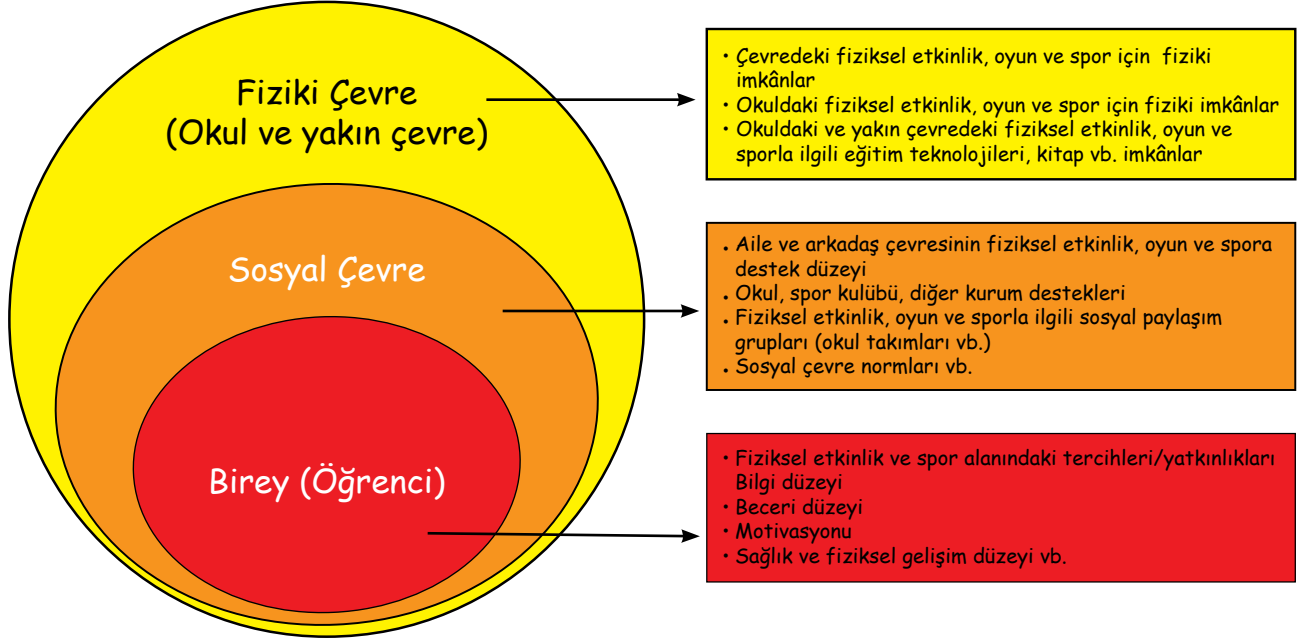 Fiziki Çevre
(Okul ve yakın çevre)
Sosyal Çevre
Birey (Öğrenci)
· Çevredeki fiziksel etkinlik, oyun ve spor için fiziki
imkânlar
· Okuldaki fiziksel etkinlik, oyun ve spor için fiziki imkânlar
· Okuldaki ve yakın çevredeki fiziksel etkinlik, oyun ve
sporla ilgili eğitim teknolojileri, kitap vb. imkânlar
• Aile ve arkadaş çevresinin fiziksel etkinlik, oyun ve spora
destek düzeyi
• Okul, spor kulübü, diğer kurum destekleri
• Fiziksel etkinlik, oyun ve sporla ilgili sosyal paylaşım
grupları (okul takımları vb.)
• Sosyal çevre normları vb.
· Fiziksel etkinlik ve spor alanındaki tercihleri/yatkınlıkları
Bilgi düzeyi
· Beceri düzeyi
· Motivasyonu
· Sağlık ve fiziksel gelişim düzeyi vb.